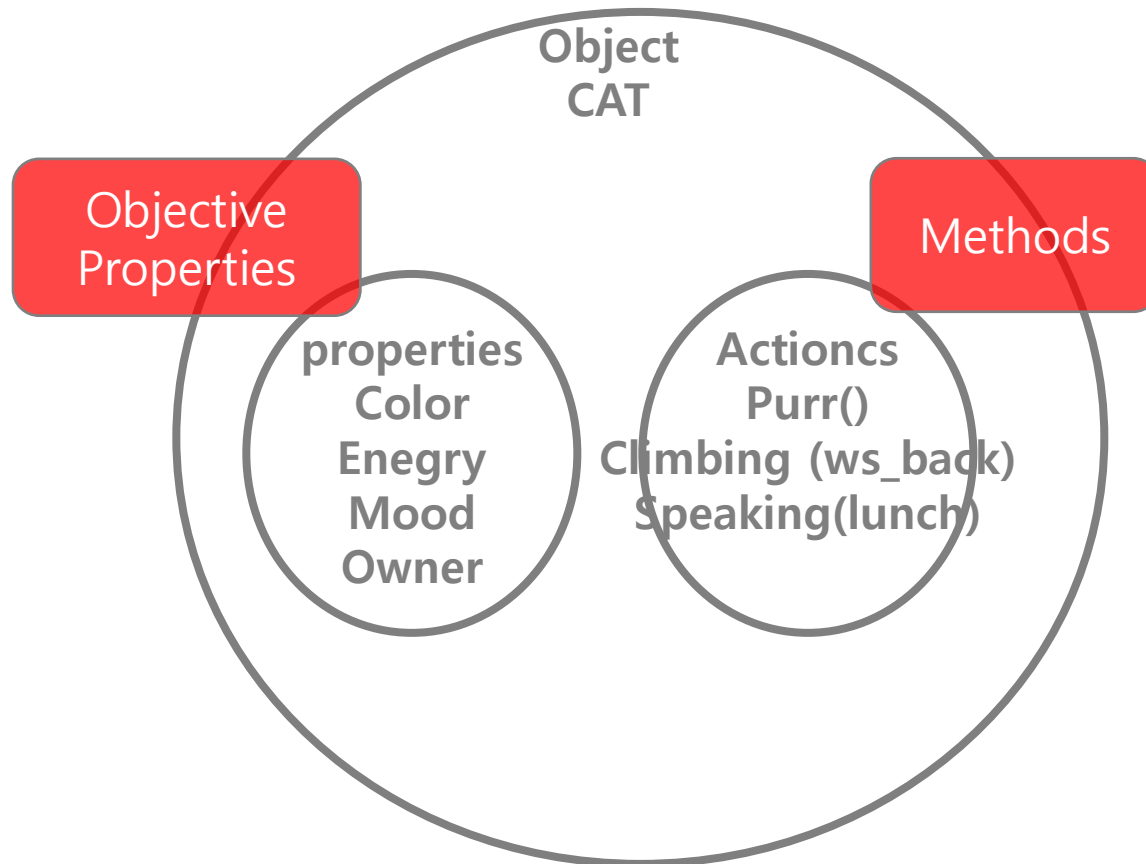 Object
CAT
Objective
Properties
Methods
properties
Color
Enegry
Mood
Owner
Actioncs
Purr()
Climbing (ws_back)
Speaking(lunch)